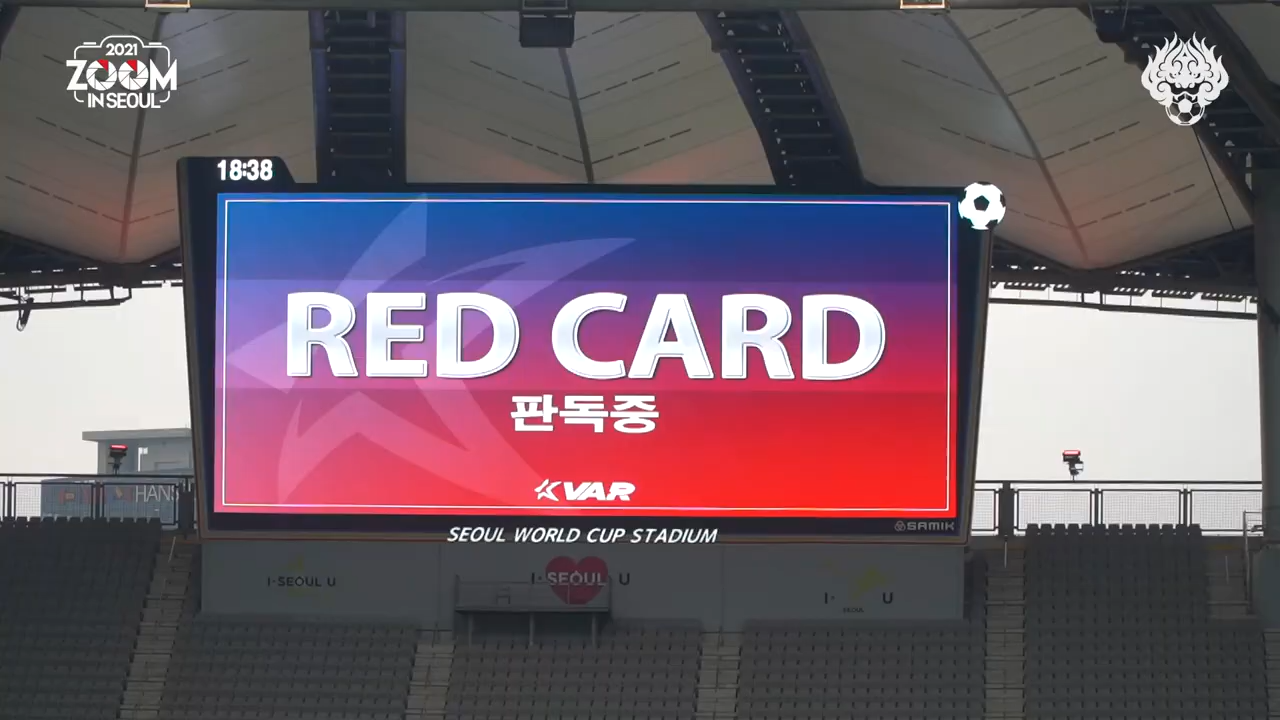 2021
ZOOM
IN SEOUL
18:38
RED CARD
판독중
KVAR
SEOUL WORLD CUP STADIUM
SAMIK
HANS
I·SEOUL U
I·SEOUL U
I· U